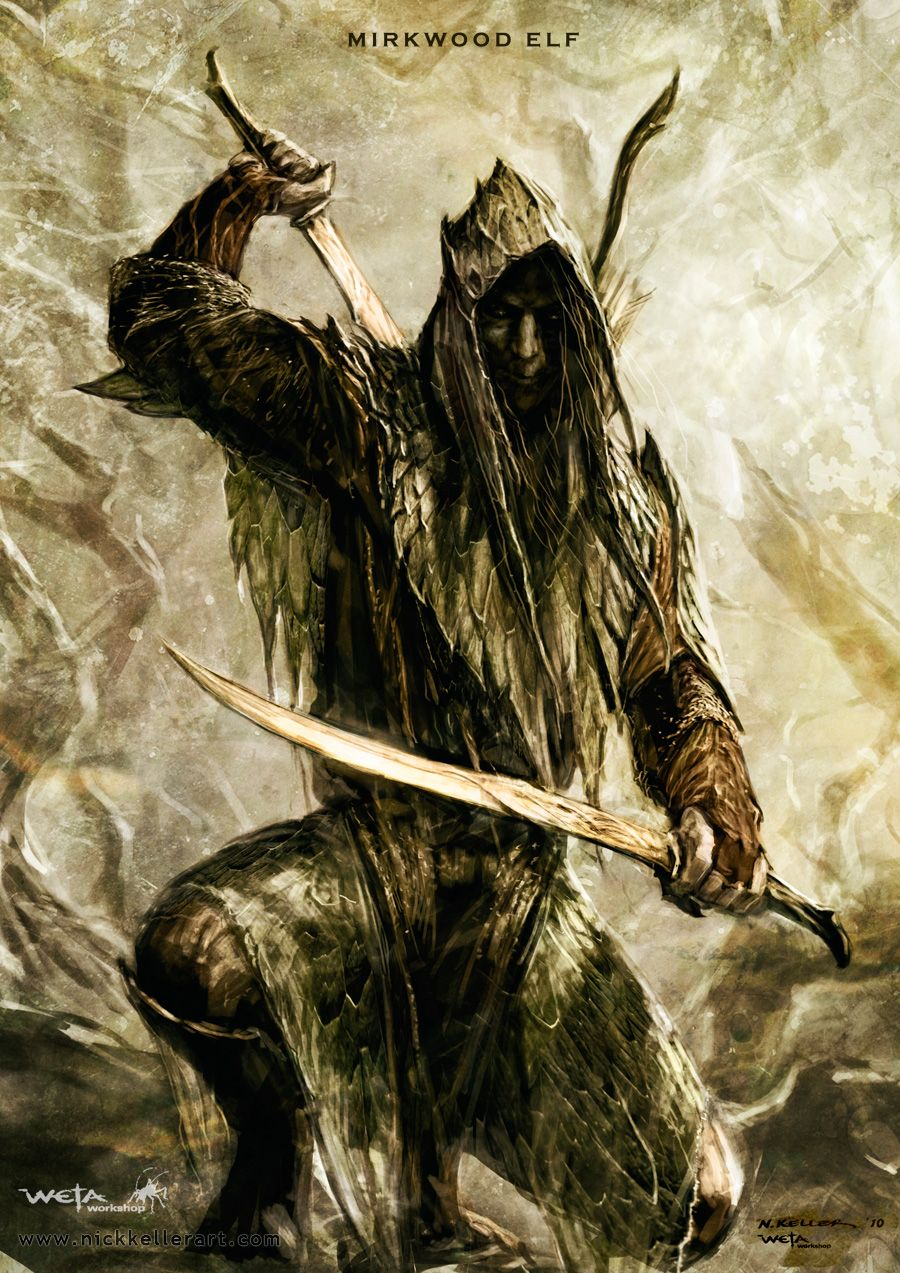 MIRKWOOD ELF
WETA
workshop
www.nickkellerart.com
N. KELLER '10
WETA
workshop